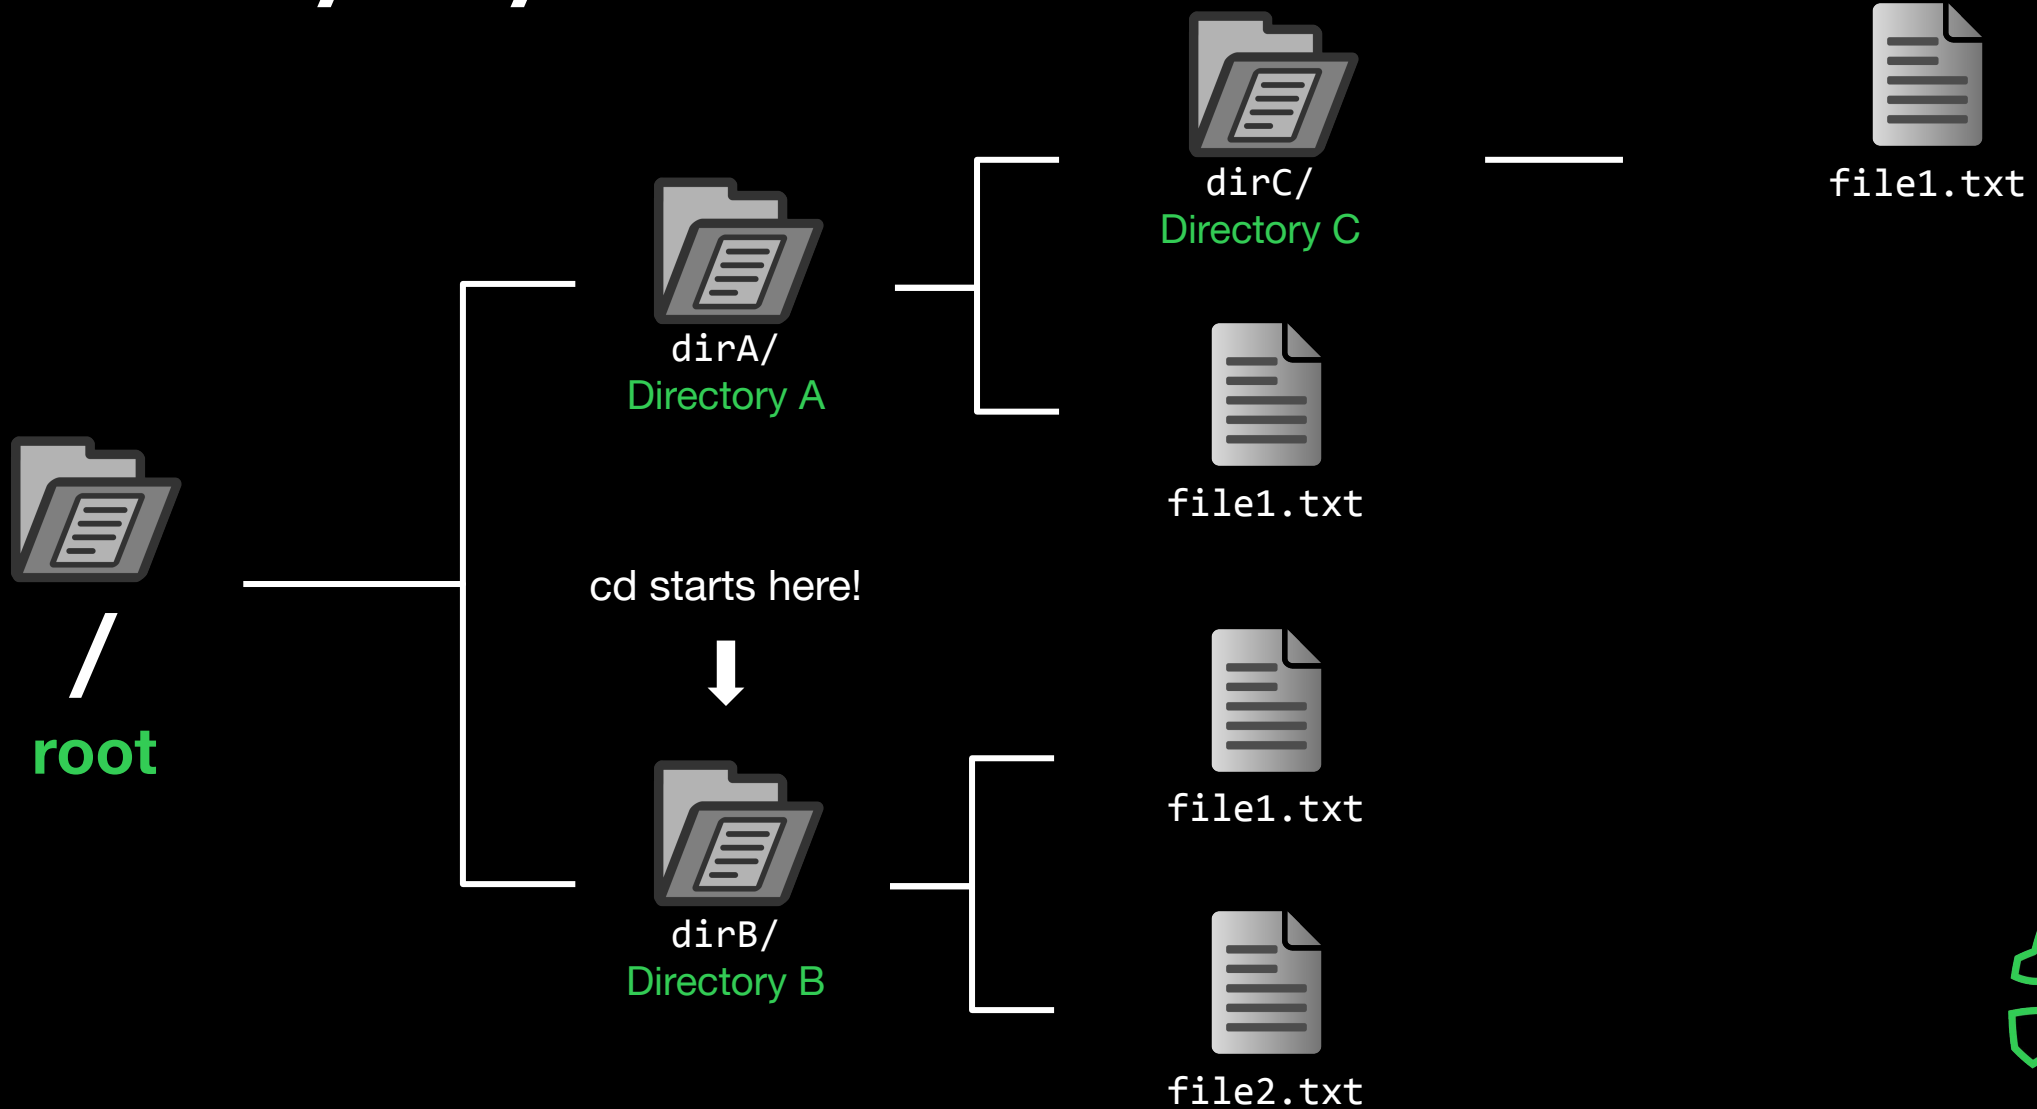 dirC/
Directory C
file1.txt
dirA/
Directory A
file1.txt
/
root
cd starts here!
file1.txt
dirB/
Directory B
file2.txt